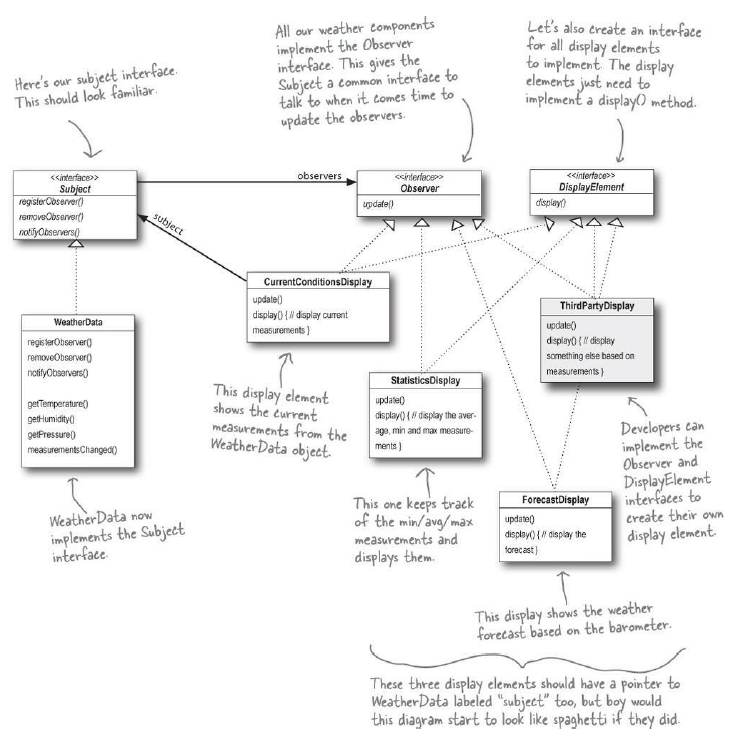 Here's our subject interface.
This should look familiar.
All our weather components
implement the Observer
interface. This gives the
Subject a common interface to
talk to when it comes time to
update the observers.
Let's also create an interface
for all display elements
to implement. The display
elements just need to
implement a display() method.
<<interface>>
Subject
registerObserver()
removeObserver()
notifyObservers()
observers
<<interface>>
Observer
update()
<<interface>>
DisplayElement
display()
subject
CurrentConditionsDisplay
update()
display() { // display current
measurements }
WeatherData
registerObserver()
removeObserver()
notifyObservers()
getTemperature()
getHumidity()
getPressure()
measurementsChanged()
ThirdPartyDisplay
update()
display() { // display
something else based on
measurements }
StatisticsDisplay
update()
display() { // display the aver-
age, min and max measure-
ments }
This display element
shows the current
measurements from the
WeatherData object.
Developers can
implement the
Observer and
DisplayElement
interfaces to
create their own
display element.
WeatherData now
implements the Subject
interface.
This one keeps track
of the min/avg/max
measurements and
displays them.
ForecastDisplay
update()
display() { // display the
forecast }
This display shows the weather
forecast based on the barometer.
These three display elements should have a pointer to
WeatherData labeled "subject" too, but boy would
this diagram start to look like spaghetti if they did.